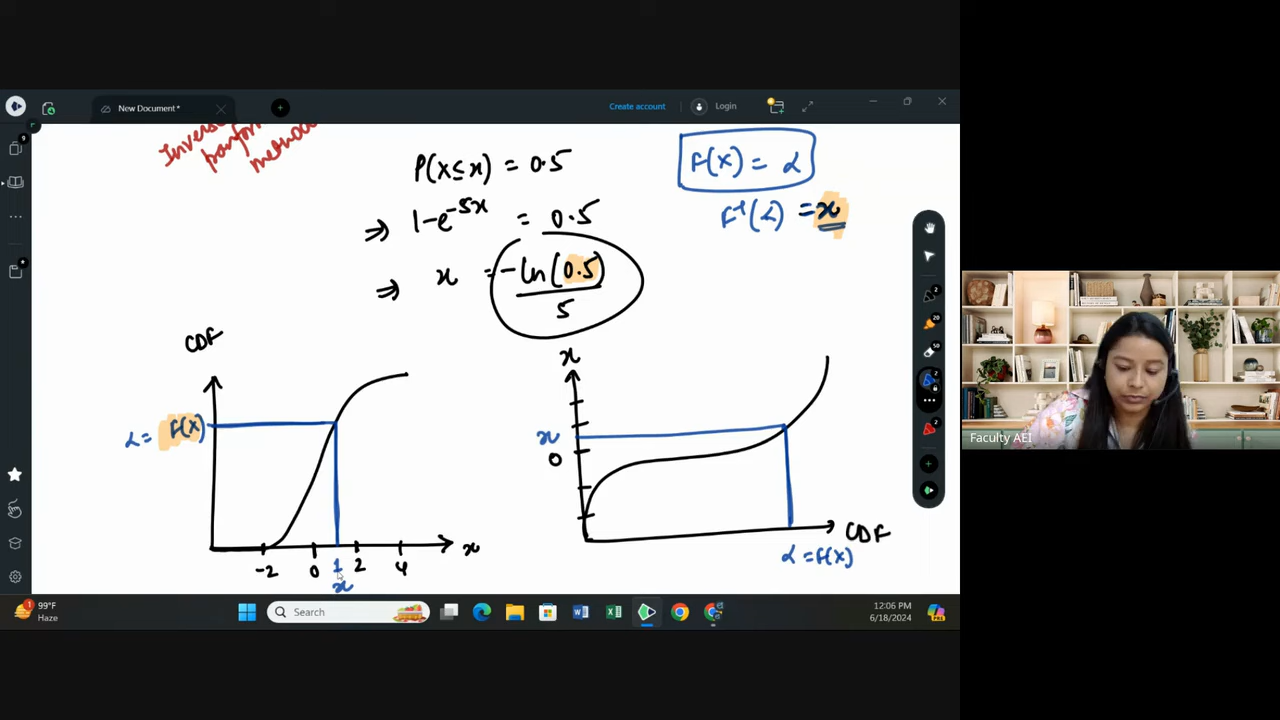 New Document*
Create account
Login
Inverse
method
P(X≤x) = 0.5
⇒ 1-e^-5x = 0.5
⇒ x = -ln(0.5)/5
F(x) = α
F⁻¹(α) = x
CDF
α = F(x)
-2 0 1 2 4 x
x
x
x
0
CDF
α = F(x)
Faculty AEI
99°F
Haze
Search
12:06 PM
6/18/2024